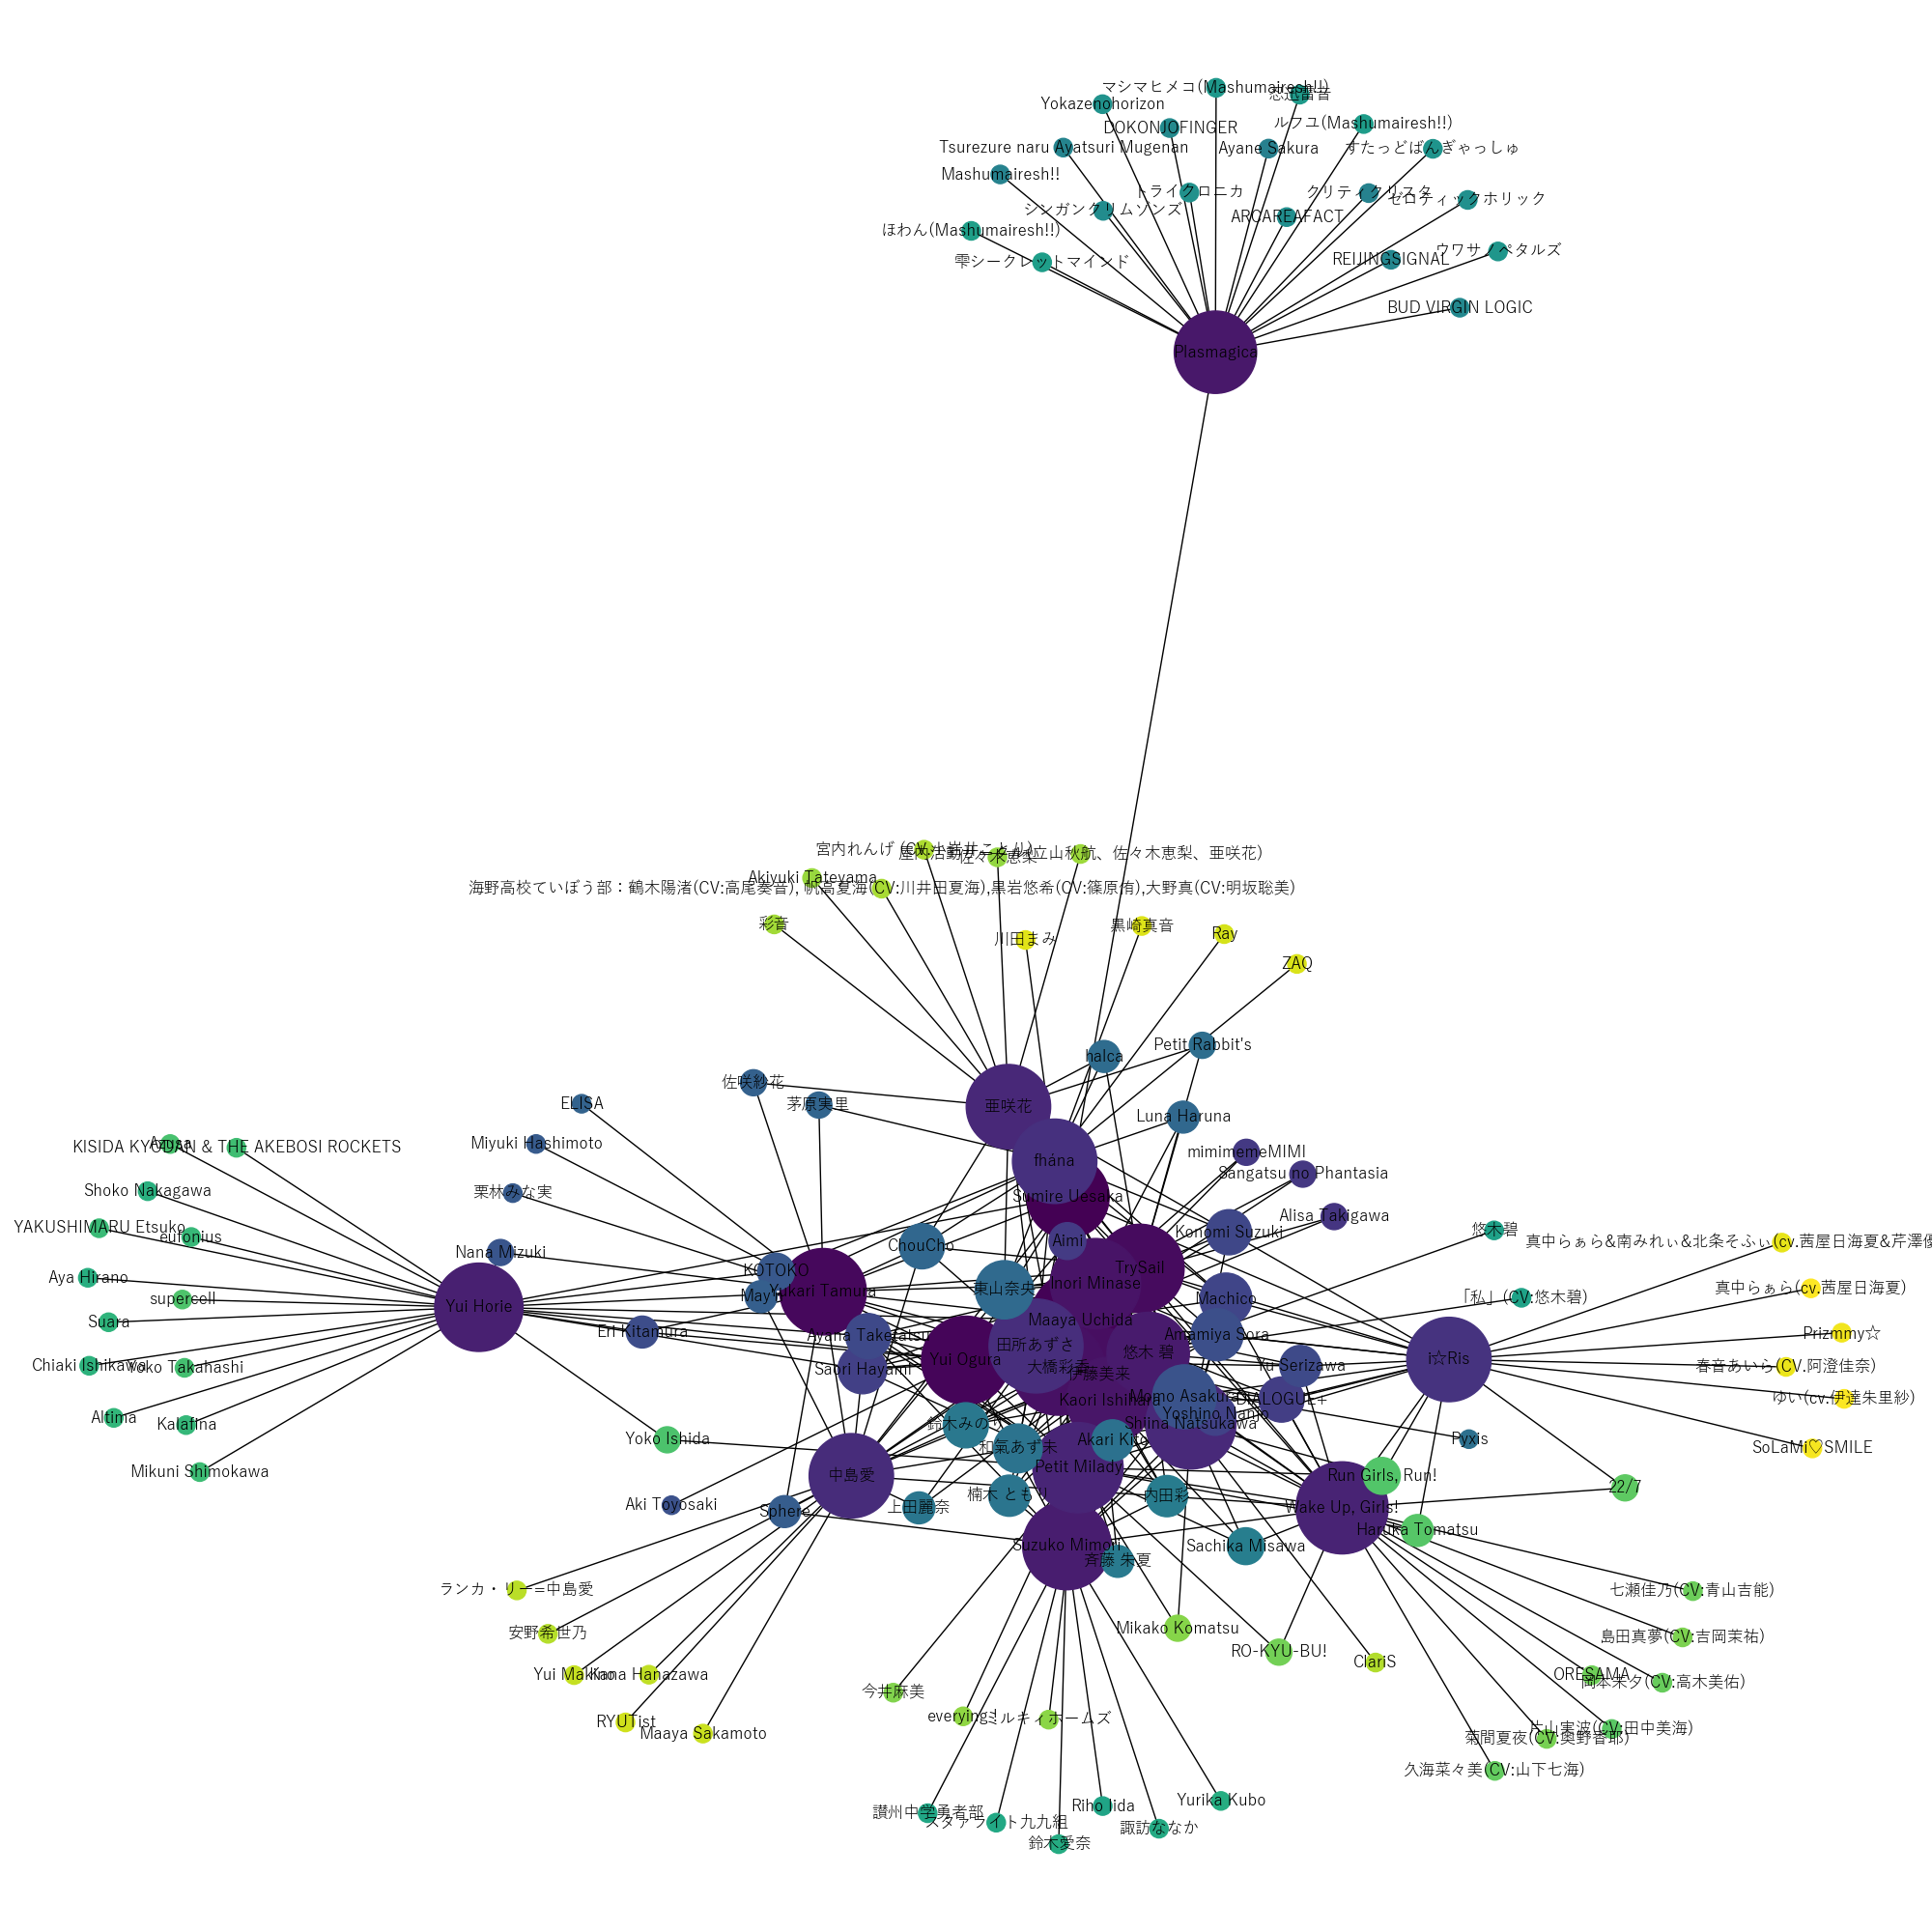 マシマヒメコ(Mashumairesh!!)
忍迅雷音
Yokazenohorizon
DOKONJOFINGER
ルフユ(Mashumairesh!!)
Tsurezure naru Ayatsuri Mugenan
Ayane Sakura
すたっどばんぎゃっしゅ
Mashumairesh!!
トライクロニカ
クリティクリスタ
ゼロティックホリック
シンガンクリムゾンズ
ARCAREAFACT
ほわん(Mashumairesh!!)
雫シークレットマインド
REIJINGSIGNAL
ウワサノペタルズ
BUD VIRGIN LOGIC
Plasmagica
宮内れんげ (CV.小岩井ことり)
佐々木恵梨
立山秋航、佐々木恵梨、亜咲花)
Akiyuki Tateyama
海野高校ていぼう部：鶴木陽渚(CV:高尾奏音), 帆高夏海(CV:川井田夏海),黒岩悠希(CV:篠原侑),大野真(CV:明坂聡美)
彩音
川田まみ
黒崎真音
Ray
ZAQ
halca
Petit Rabbit's
佐咲紗花
茅原実里
亜咲花
Luna Haruna
ELISA
Miyuki Hashimoto
Azusa
KISIDA KYODAN & THE AKEBOSI ROCKETS
fhána
mimimemeMIMI
Sangatsu no Phantasia
Shoko Nakagawa
栗林みな実
Sumire Uesaka
Alisa Takigawa
YAKUSHIMARU Etsuko
eufonius
Nana Mizuki
ChouCho
Aimi
Konomi Suzuki
悠木碧
真中らぁら&南みれぃ&北条そふぃ(cv.茜屋日海夏&芹澤優
Aya Hirano
KOTOKO
TrySail
Inori Minase
東山奈央
Yukari Tamura
May'n
Machico
「私」(CV:悠木碧)
真中らぁら(cv.茜屋日海夏)
supercell
Yui Horie
Suara
Eri Kitamura
Ayana Taketatsu
Maaya Uchida
Amamiya Sora
Prizmmy☆
田所あずさ
悠木 碧
Yui Ogura
Saori Hayami
大橋彩香
伊藤美来
Yu Serizawa
i☆Ris
Chiaki Ishikawa
Yoko Takahashi
春音あいら(CV.阿澄佳奈)
Kaori Ishihara
Momo Asakura
DIALOGUE+
ゆい(cv.伊達朱里紗)
Altima
Kalafina
鈴木みのり
Yoshino Nanjo
Shiina Natsukawa
Yoko Ishida
和氣あず未
Akari Kito
Pyxis
SoLaMi♡SMILE
Mikuni Shimokawa
中島愛
Petit Milady
Run Girls, Run!
22/7
Aki Toyosaki
Sphere
上田麗奈
楠木 ともり
内田彩
Wake Up, Girls!
Haruka Tomatsu
Suzuko Mimori
斉藤 朱夏
Sachika Misawa
ランカ・リー=中島愛
七瀬佳乃(CV:青山吉能)
安野希世乃
Mikako Komatsu
島田真夢(CV:吉岡茉祐)
RO-KYU-BU!
ClariS
Yui Makino
Kana Hanazawa
ORESAMA
岡本未夕(CV:高木美佑)
今井麻美
everying!
ミルキィホームズ
RYUTist
Maaya Sakamoto
片山実波(CV:田中美海)
菊間夏夜(CV:奥野香耶)
久海菜々美(CV:山下七海)
讃州中学勇者部
スタァライト九九組
Riho Iida
Yurika Kubo
諏訪ななか
鈴木愛奈